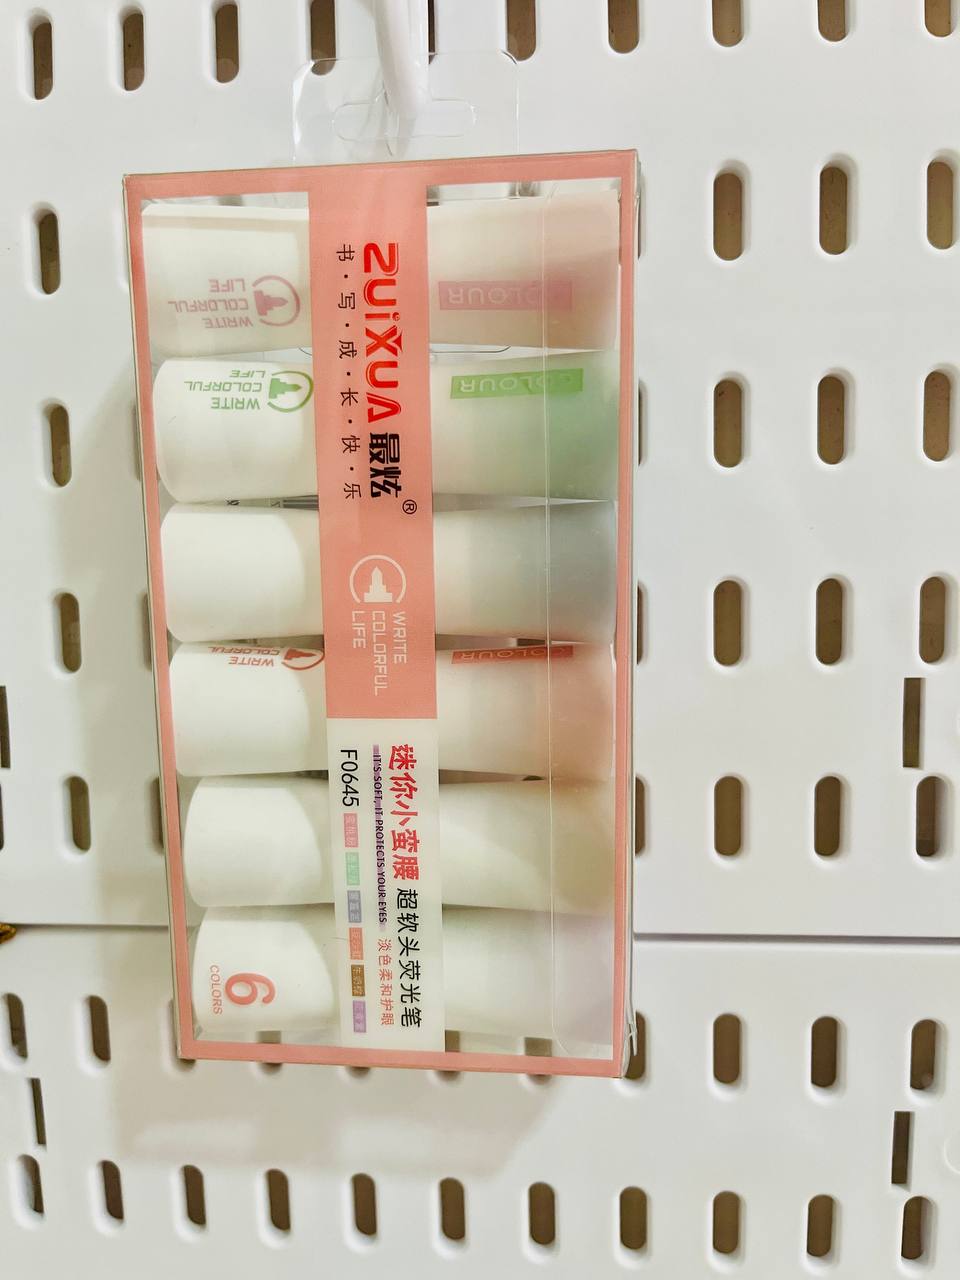 ZUiXUA 最炫®
书·写·成·长·快·乐
WRITE
COLORFUL
LIFE
迷你小蛮腰 超软头荧光笔
IT'S SOFT, IT PROTECTS YOUR EYES 淡色柔和护眼
F0645
6
COLORS
WRITE
COLORFUL
LIFE
COLOUR
WRITE
COLORFUL
LIFE
COLOUR
WRITE
COLORFUL
COLOUR